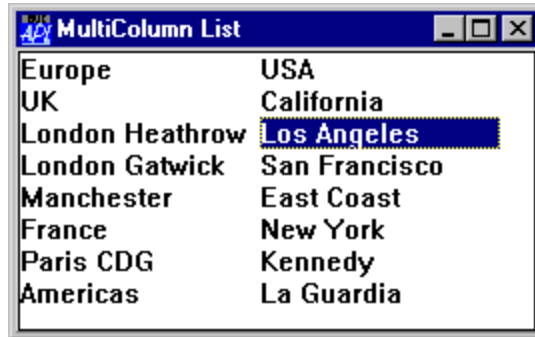 MultiColumn List
Europe
UK
London Heathrow
London Gatwick
Manchester
France
Paris CDG
Americas
USA
California
Los Angeles
San Francisco
East Coast
New York
Kennedy
La Guardia